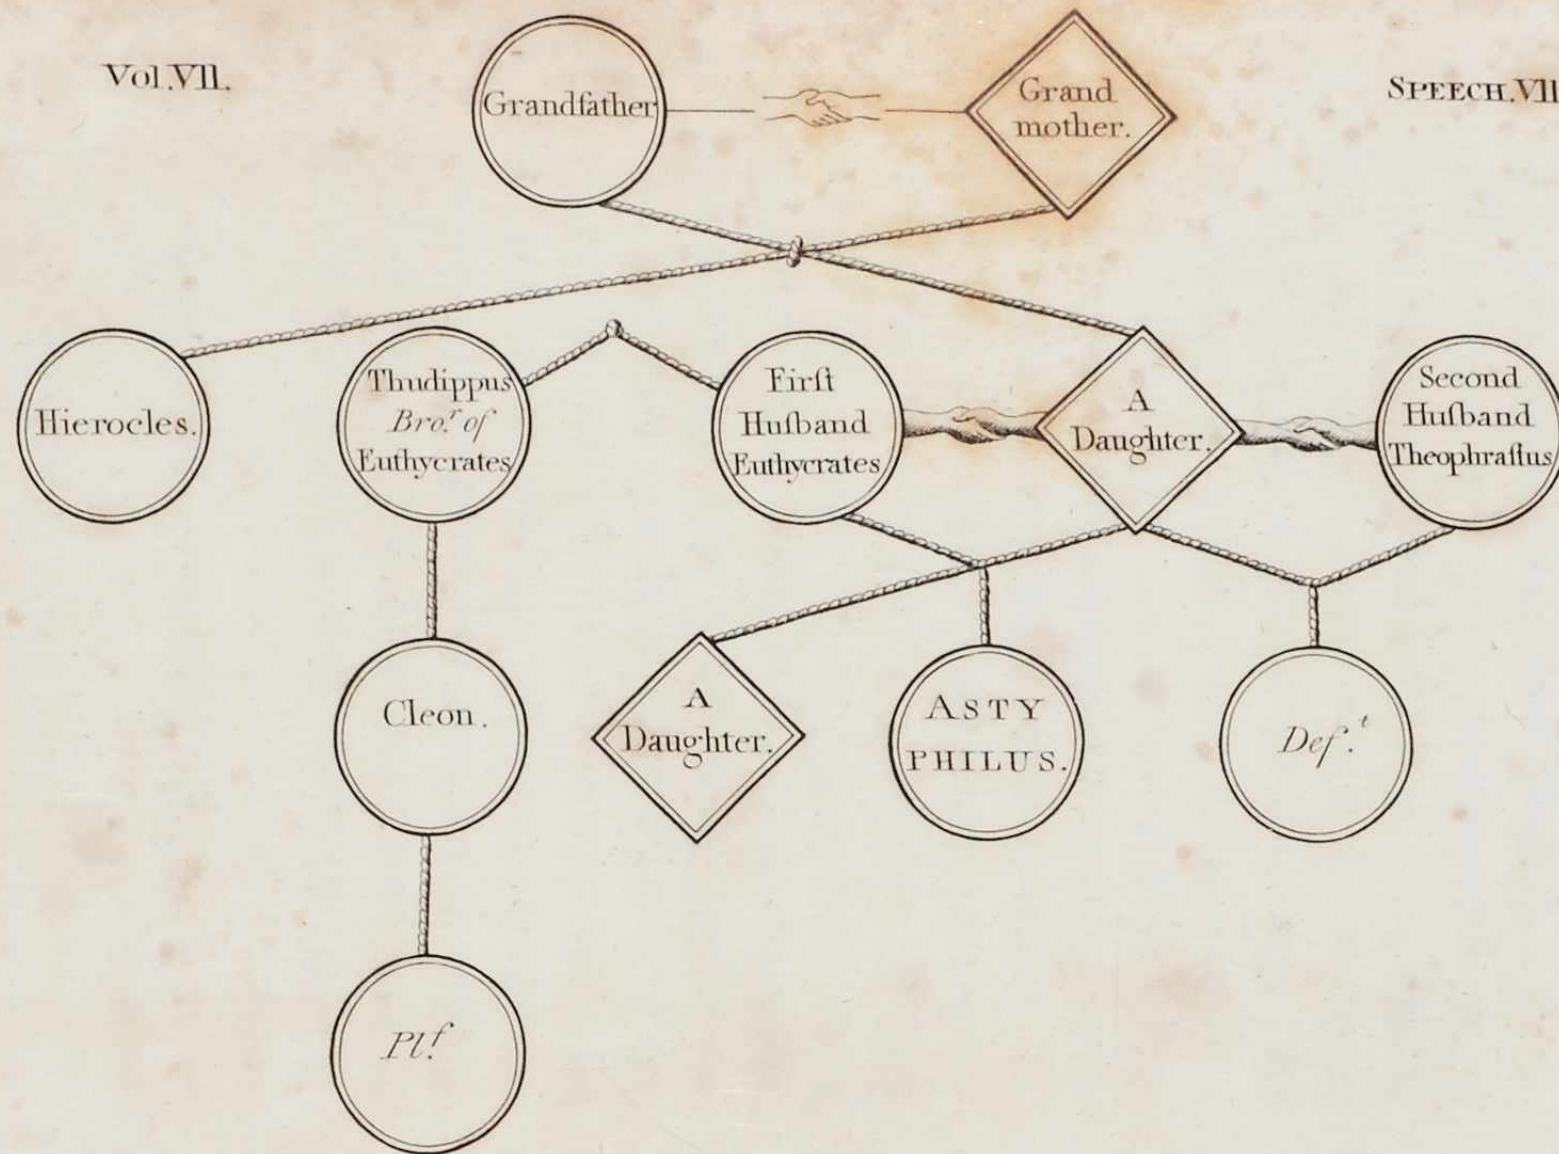 Vol.VII.
SPEECH.VII
Grandfather
Grand
mother.
Hierocles.
Thudippus
Bro.r of
Euthycrates
Firſt
Huſband
Euthycrates
A
Daughter.
Second
Huſband
Theophraſtus
Cleon.
A
Daughter.
ASTY
PHILUS.
Def.t
Pl.f